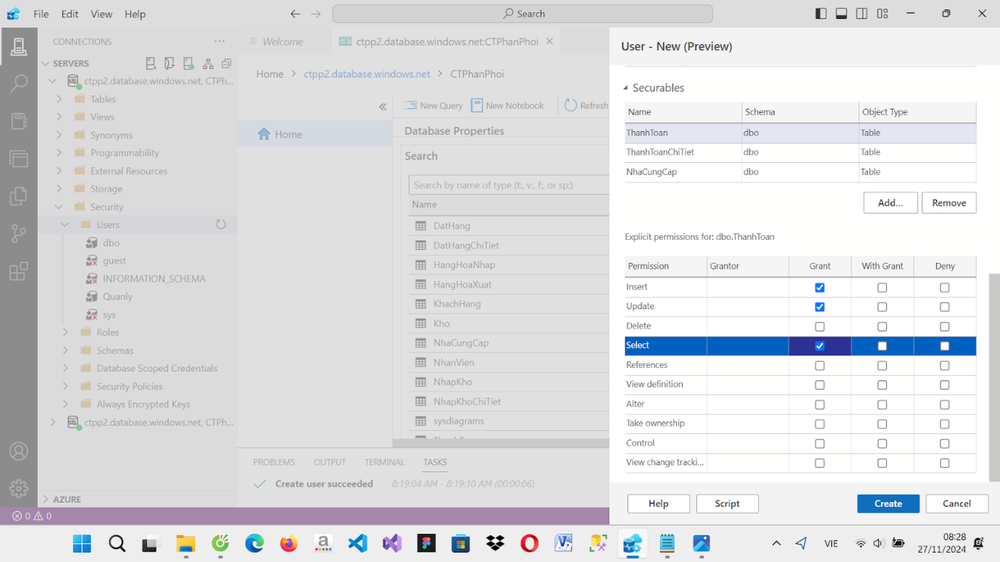 File Edit View Help
Search
CONNECTIONS
SERVERS
ctpp2.database.windows.net, CTPh...
Tables
Views
Synonyms
Programmability
External Resources
Storage
Security
Users
dbo
guest
INFORMATION_SCHEMA
Quanly
sys
Roles
Schemas
Database Scoped Credentials
Security Policies
Always Encrypted Keys
ctpp2.database.windows.net, CTPh...
AZURE
Welcome
ctpp2.database.windows.net:CTPhanPhoi
Home > ctpp2.database.windows.net > CTPhanPhoi
New Query New Notebook Refresh
Home
Database Properties
Search
Search by name of type (t:, v:, f:, or sp:)
Name
DatHang
DatHangChiTiet
HangHoaNhap
HangHoaXuat
KhachHang
Kho
NhaCungCap
NhanVien
NhapKho
NhapKhoChiTiet
sysdiagrams
PROBLEMS OUTPUT TERMINAL TASKS
Create user succeeded 8:19:04 AM - 8:19:10 AM (00:00:06)
User - New (Preview)
Securables
Name Schema Object Type
ThanhToan dbo Table
ThanhToanChiTiet dbo Table
NhaCungCap dbo Table
Add... Remove
Explicit permissions for: dbo.ThanhToan
Permission Grantor Grant With Grant Deny
Insert
Update
Delete
Select
References
View definition
Alter
Take ownership
Control
View change tracki...
Help Script Create Cancel
0 0
VIE
08:28
27/11/2024